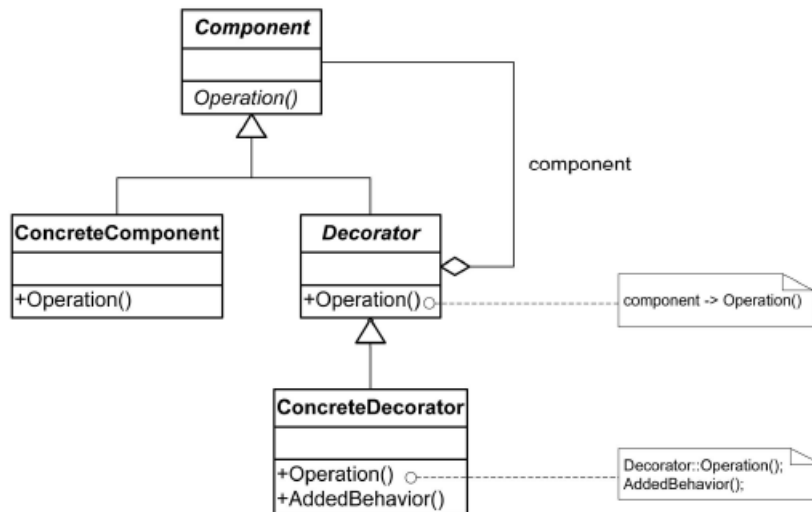 Component
Operation()
component
ConcreteComponent
+Operation()
Decorator
+Operation()
component -> Operation()
ConcreteDecorator
+Operation()
+AddedBehavior()
Decorator::Operation();
AddedBehavior();